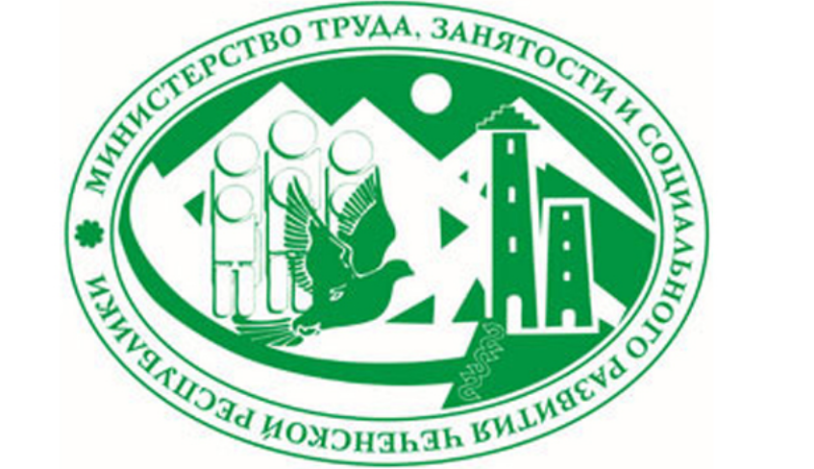 МИНИСТЕРСТВО ТРУДА, ЗАНЯТОСТИ И СОЦИАЛЬНОГО РАЗВИТИЯ ЧЕЧЕНСКОЙ РЕСПУБЛИКИ